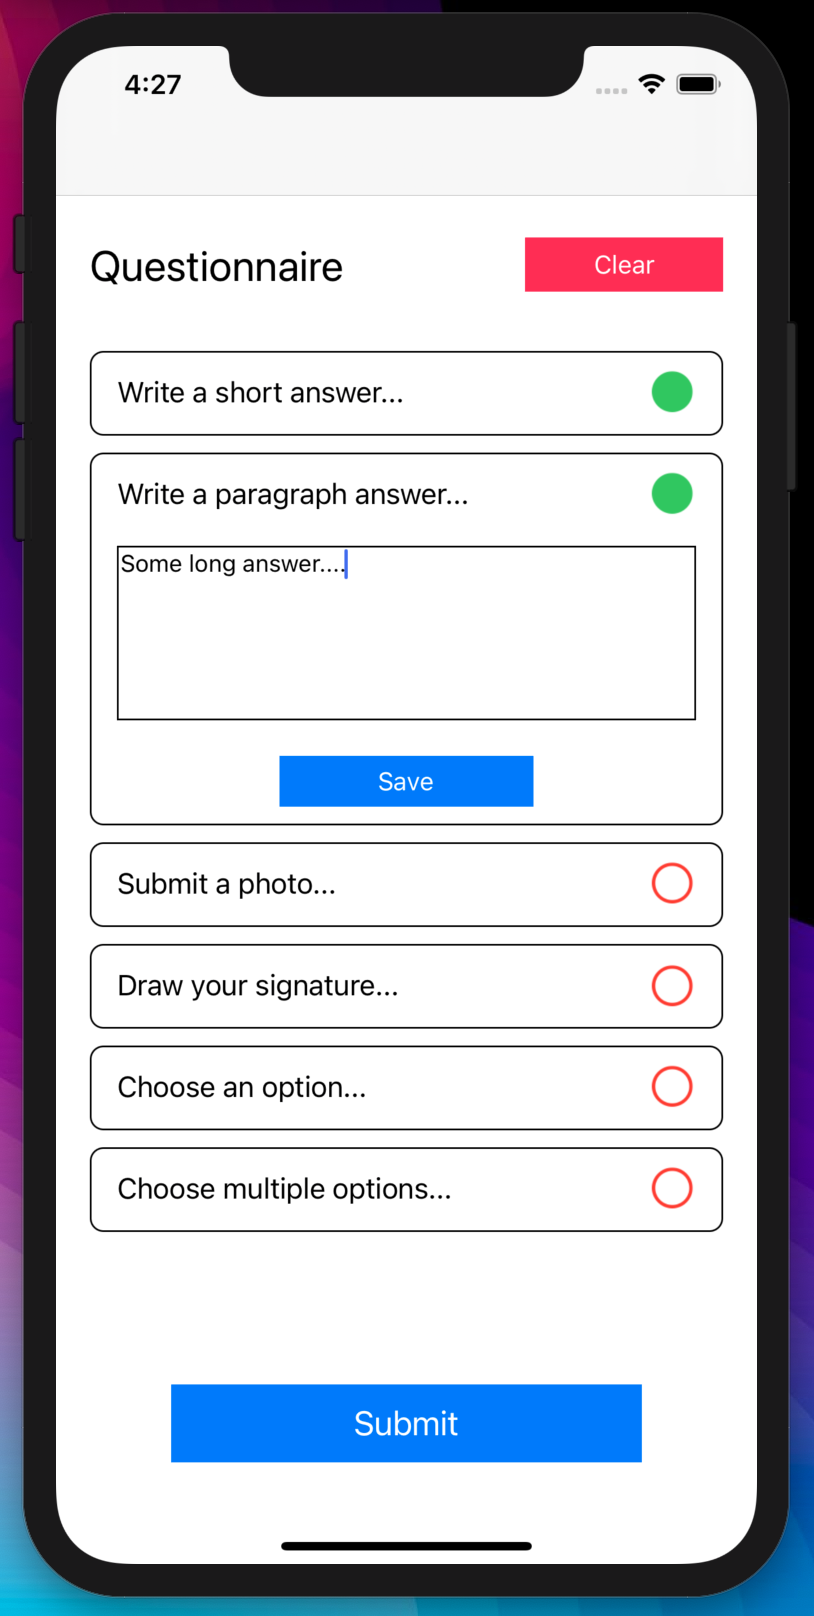 4:27
Questionnaire
Clear
Write a short answer...
Write a paragraph answer...
Some long answer....
Save
Submit a photo...
Draw your signature...
Choose an option...
Choose multiple options...
Submit